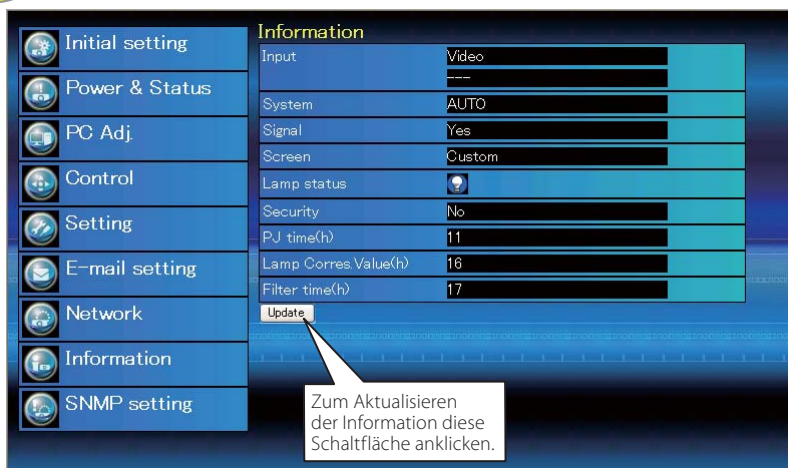 Initial setting
Power & Status
PC Adj.
Control
Setting
E-mail setting
Network
Information
SNMP setting
Information
Input Video
---
System AUTO
Signal Yes
Screen Custom
Lamp status
Security No
PJ time(h) 11
Lamp Corres.Value(h) 16
Filter time(h) 17
Update
Zum Aktualisieren
der Information diese
Schaltfläche anklicken.